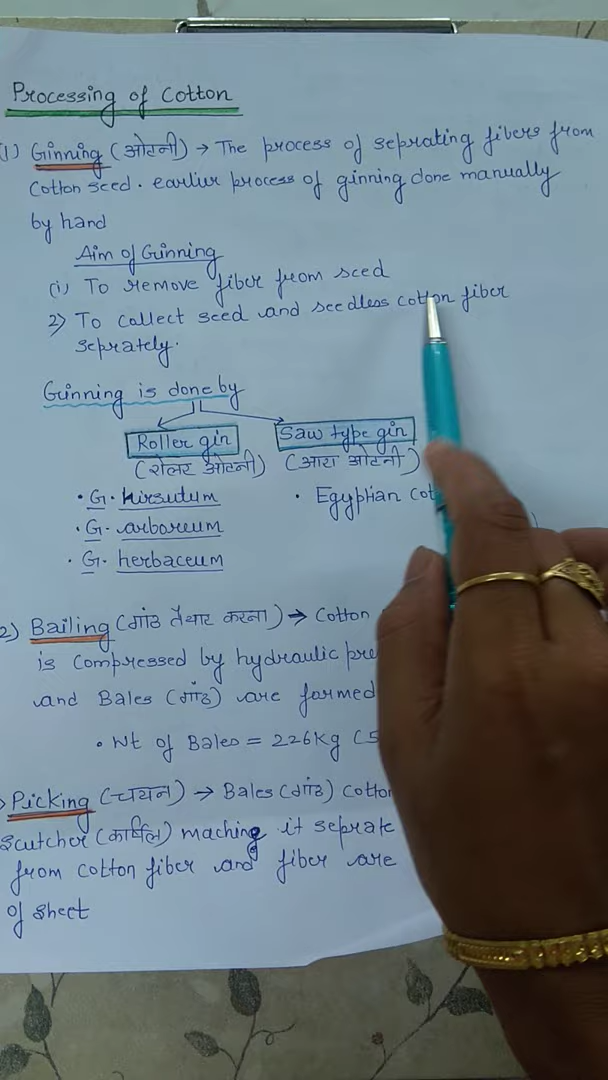 Processing of Cotton
(1) Ginning (ओटनी) → The process of seprating fibers from
Cotton seed. earlier process of ginning done manually
by hand
Aim of Ginning
(i) To remove fiber from seed
2) To collect seed and seedless cotton fiber
seprately.
Ginning is done by
Roller gin Saw type gin
(रोलर ओटनी) (आरा ओटनी)
• G. hirsutum • Egyptian cot
• G. arboreum
• G. herbaceum
2) Bailing (गांठ तैयार करना) → Cotton
is compressed by hydraulic pre
and Bales (गांठ) are formed
• Wt of Bales = 226Kg (5
Picking (चयन) → Bales (गांठ) Cotton
Scutcher maching it seprate
from cotton fiber and fiber are
of sheet